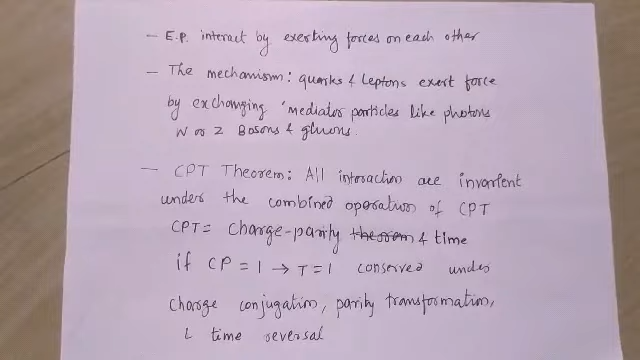 - E.p. interact by exerting forces on each other
- The mechanism: quarks & Leptons exert force
by exchanging mediator particles like photons
W or Z Bosons & gluons.
- CPT Theorem: All interaction are invarient
under the combined operation of CPT
CPT = Charge-parity theorem & time
if CP = 1 → T = 1 conserved under
Charge conjugation, parity transformation,
& time reversal